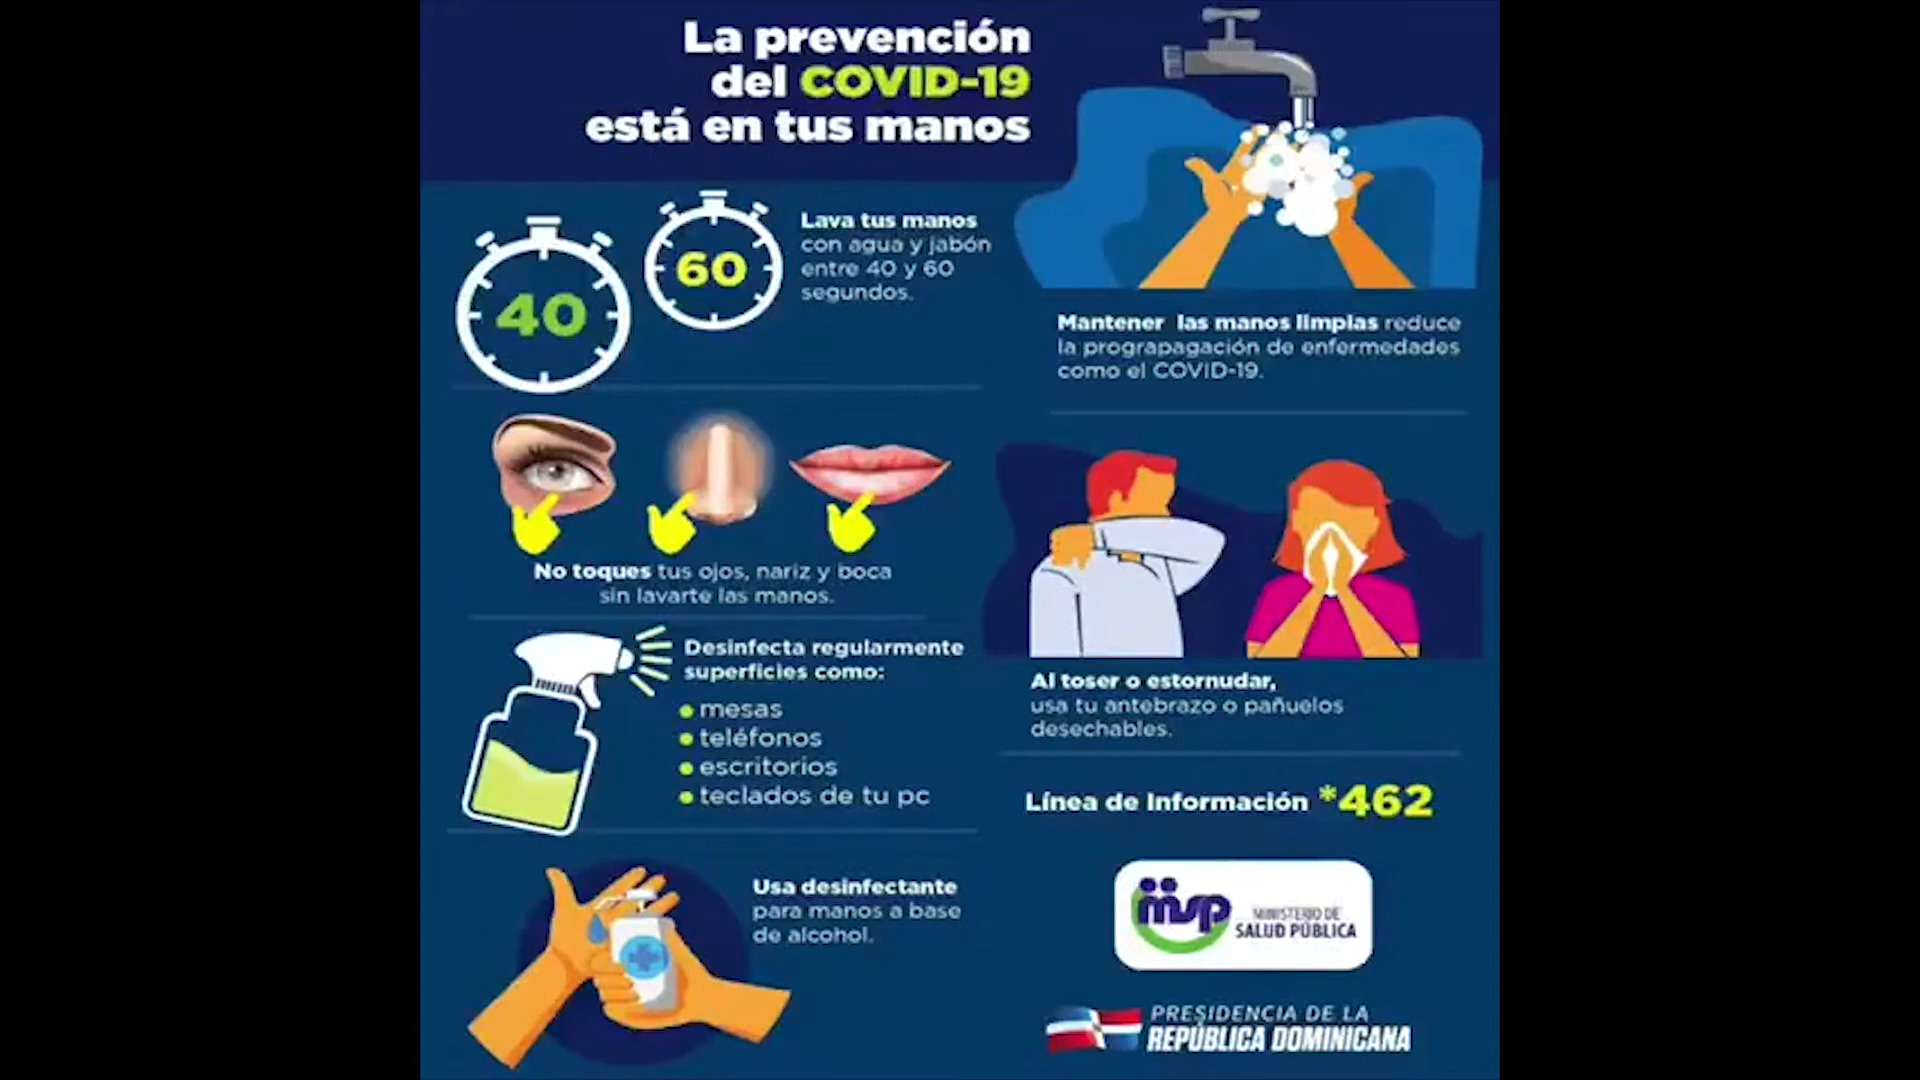 La prevención
del COVID-19
está en tus manos
40
60
Lava tus manos
con agua y jabón
entre 40 y 60
segundos.
Mantener las manos limpias reduce
la prograpagación de enfermedades
como el COVID-19.
No toques tus ojos, nariz y boca
sin lavarte las manos.
Al toser o estornudar,
usa tu antebrazo o pañuelos
desechables.
Desinfecta regularmente
superficies como:
mesas
teléfonos
escritorios
teclados de tu pc
Línea de Información *462
Usa desinfectante
para manos a base
de alcohol.
msp
MINISTERIO DE
SALUD PÚBLICA
PRESIDENCIA DE LA
REPÚBLICA DOMINICANA